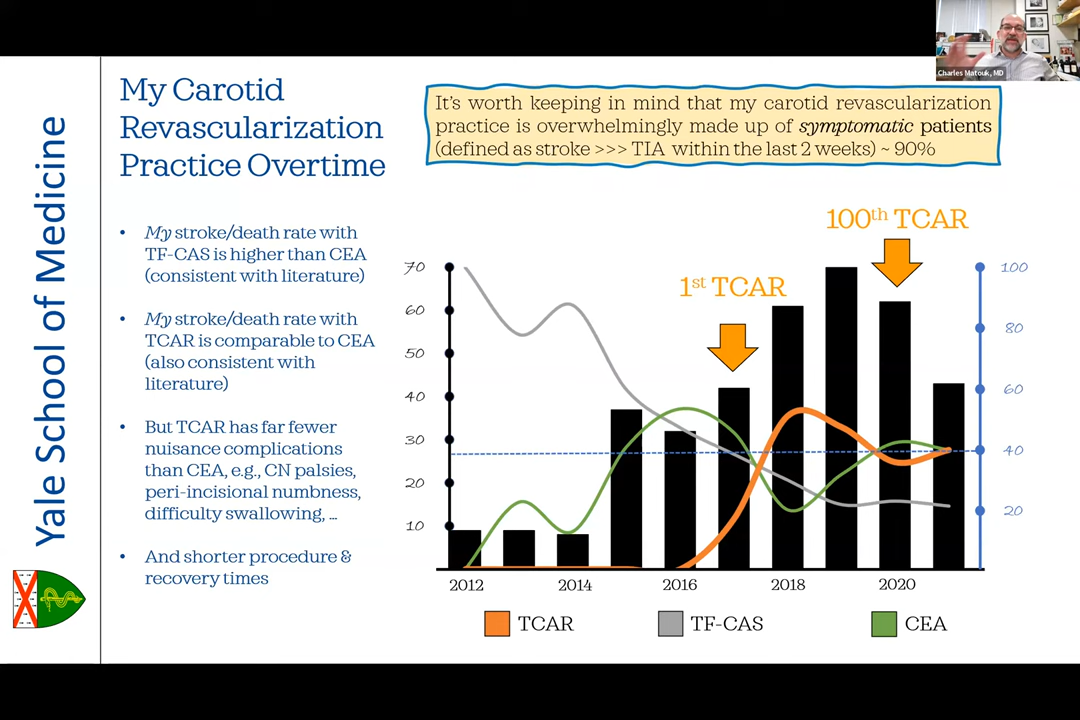 Charles Matouk, MD
Yale School of Medicine
My Carotid
Revascularization
Practice Overtime
It's worth keeping in mind that my carotid revascularization
practice is overwhelmingly made up of symptomatic patients
(defined as stroke >>> TIA within the last 2 weeks) ~ 90%
• My stroke/death rate with
TF-CAS is higher than CEA
(consistent with literature)
• My stroke/death rate with
TCAR is comparable to CEA
(also consistent with
literature)
• But TCAR has far fewer
nuisance complications
than CEA, e.g., CN palsies,
peri-incisional numbness,
difficulty swallowing, ...
• And shorter procedure &
recovery times
100th TCAR
1st TCAR
70
60
50
40
30
20
10
100
80
60
40
20
2012 2014 2016 2018 2020
TCAR TF-CAS CEA